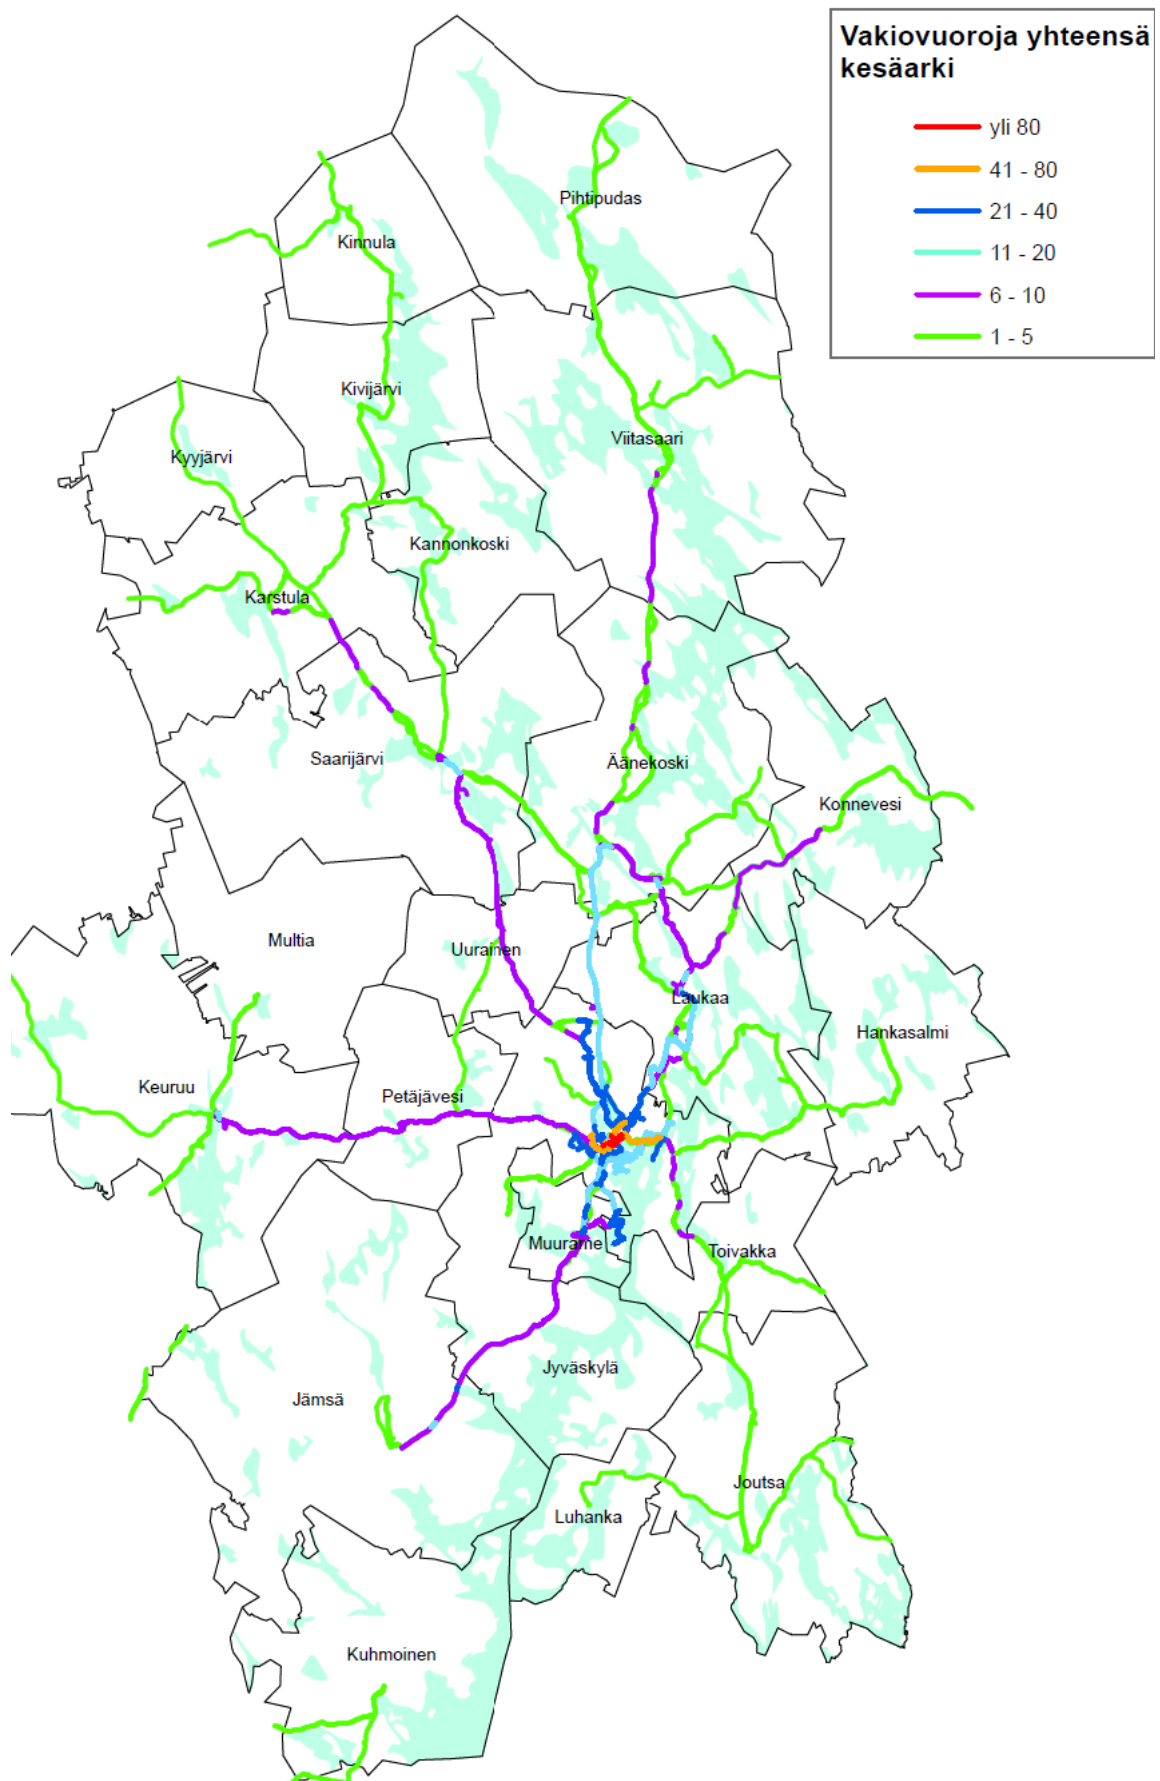 Vakiovuoroja yhteensä
kesäarki
yli 80
41 - 80
21 - 40
11 - 20
6 - 10
1 - 5
Pihtipudas
Kinnula
Kivijärvi
Viitasaari
Kyyjärvi
Kannonkoski
Karstula
Saarijärvi
Äänekoski
Konnevesi
Multia
Uurainen
Laukaa
Hankasalmi
Keuruu
Petäjävesi
Muurame
Toivakka
Jyväskylä
Jämsä
Joutsa
Luhanka
Kuhmoinen